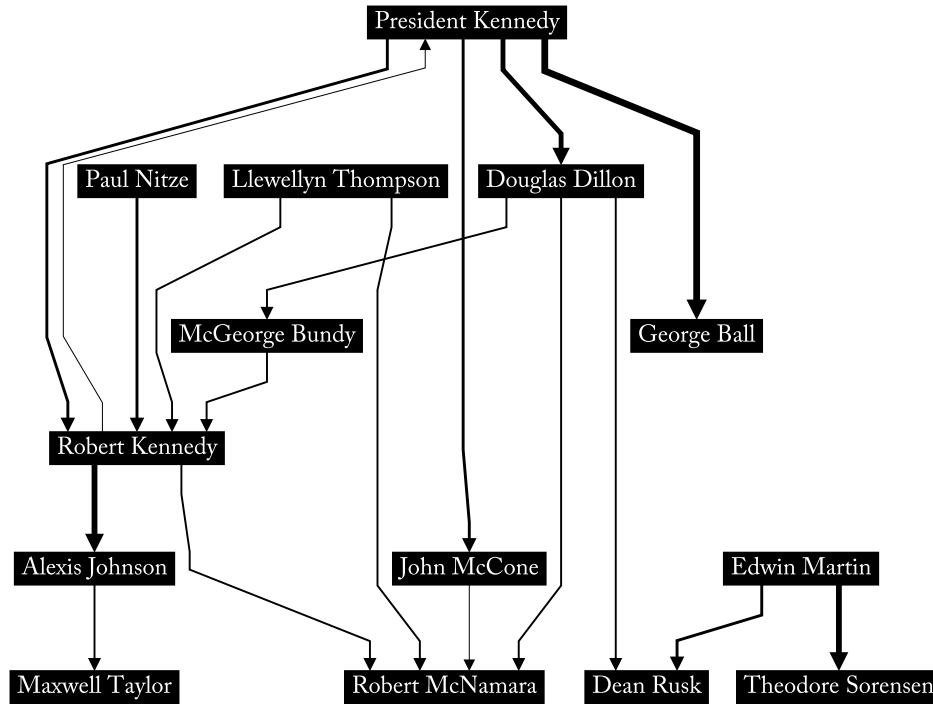 President Kennedy
Paul Nitze
Llewellyn Thompson
Douglas Dillon
McGeorge Bundy
George Ball
Robert Kennedy
Alexis Johnson
John McCone
Edwin Martin
Maxwell Taylor
Robert McNamara
Dean Rusk
Theodore Sorensen